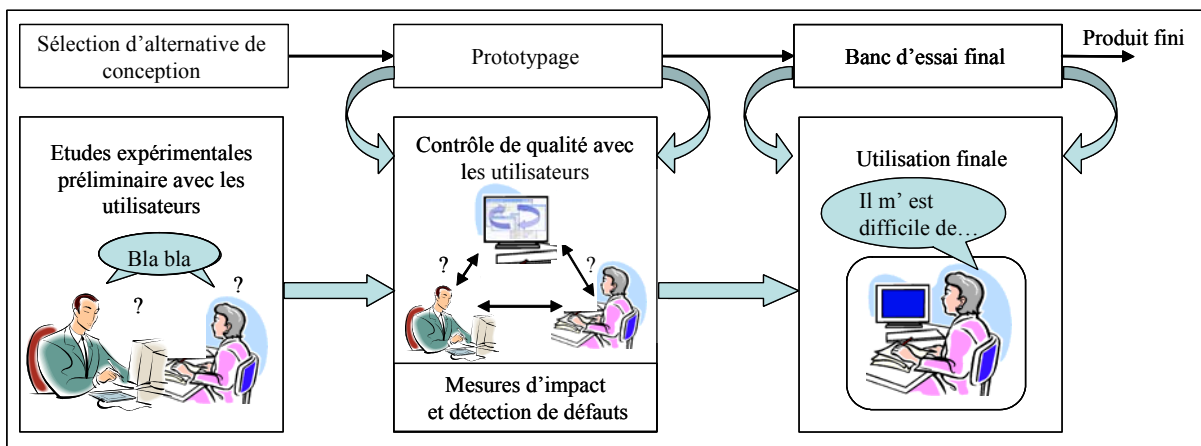 Sélection d'alternative de
conception
Prototypage
Banc d'essai final
Produit fini
Etudes expérimentales
préliminaire avec les
utilisateurs
Bla bla
?
?
Contrôle de qualité avec
les utilisateurs
?
?
Mesures d'impact
et détection de défauts
Utilisation finale
Il m' est
difficile de…